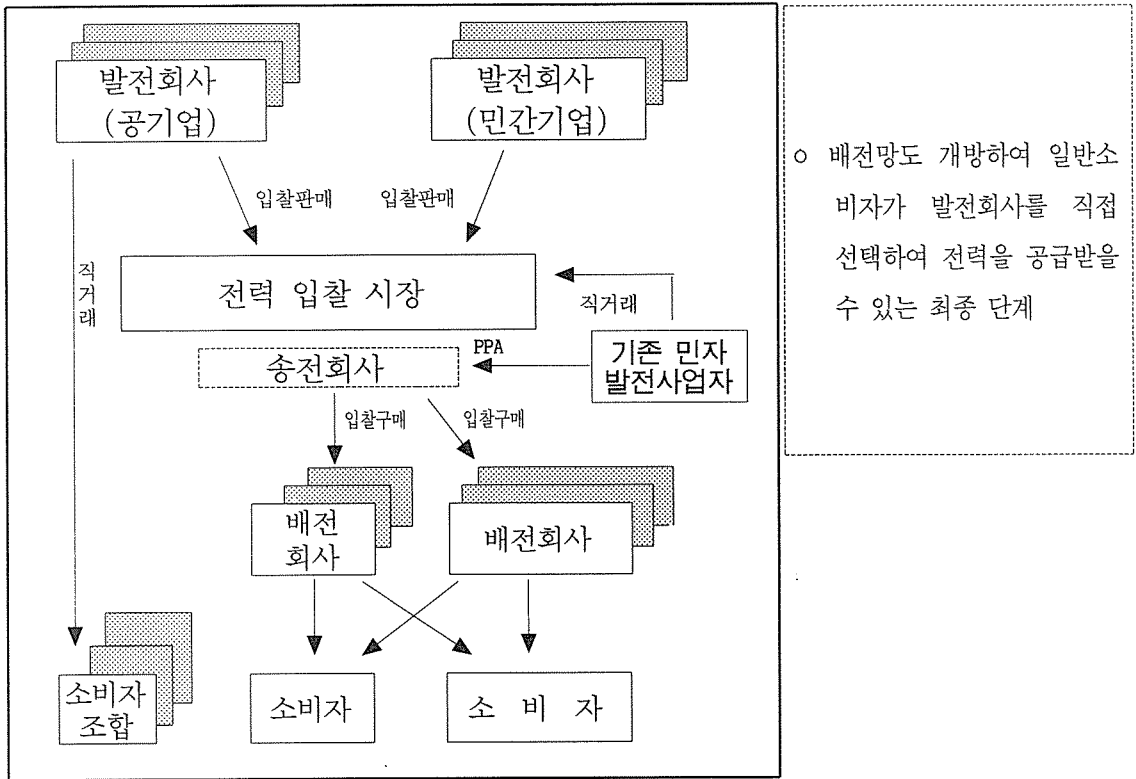 발전회사
(공기업)
발전회사
(민간기업)
입찰판매
입찰판매
직거래
전력 입찰 시장
직거래
송전회사
PPA
기존 민자
발전사업자
입찰구매
입찰구매
배전
회사
배전회사
소비자
조합
소비자
소 비 자
o 배전망도 개방하여 일반소
비자가 발전회사를 직접
선택하여 전력을 공급받을
수 있는 최종 단계